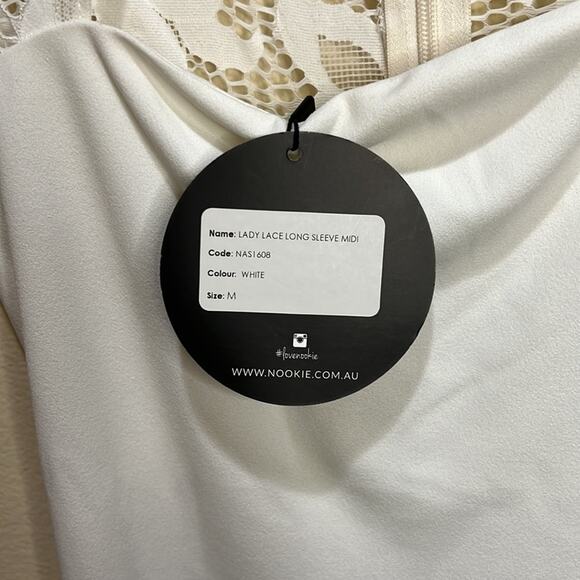 Name: LADY LACE LONG SLEEVE MIDI
Code: NAS1608
Colour: WHITE
Size: M
#lovenookie
WWW.NOOKIE.COM.AU